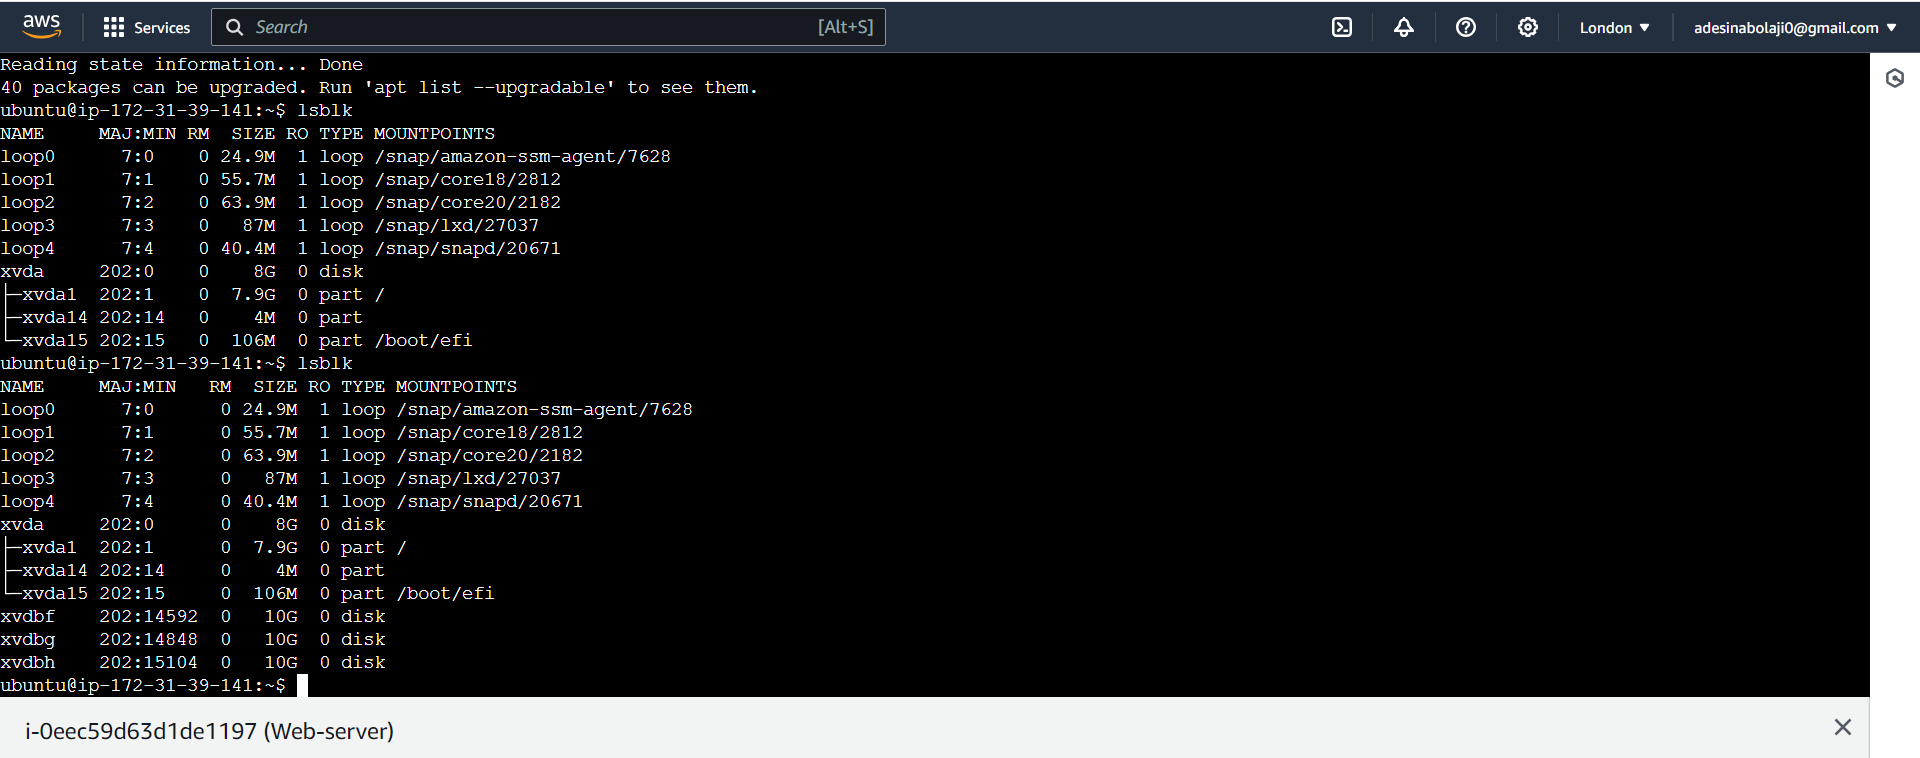 aws Services Search [Alt+S] London adesinabolaji0@gmail.com
Reading state information... Done
40 packages can be upgraded. Run 'apt list --upgradable' to see them.
ubuntu@ip-172-31-39-141:~$ lsblk
NAME     MAJ:MIN RM  SIZE RO TYPE MOUNTPOINTS
loop0      7:0    0 24.9M  1 loop /snap/amazon-ssm-agent/7628
loop1      7:1    0 55.7M  1 loop /snap/core18/2812
loop2      7:2    0 63.9M  1 loop /snap/core20/2182
loop3      7:3    0   87M  1 loop /snap/lxd/27037
loop4      7:4    0 40.4M  1 loop /snap/snapd/20671
xvda     202:0    0    8G  0 disk
├─xvda1  202:1    0  7.9G  0 part /
├─xvda14 202:14   0    4M  0 part
└─xvda15 202:15   0  106M  0 part /boot/efi
ubuntu@ip-172-31-39-141:~$ lsblk
NAME     MAJ:MIN   RM  SIZE RO TYPE MOUNTPOINTS
loop0      7:0      0 24.9M  1 loop /snap/amazon-ssm-agent/7628
loop1      7:1      0 55.7M  1 loop /snap/core18/2812
loop2      7:2      0 63.9M  1 loop /snap/core20/2182
loop3      7:3      0   87M  1 loop /snap/lxd/27037
loop4      7:4      0 40.4M  1 loop /snap/snapd/20671
xvda     202:0      0    8G  0 disk
├─xvda1  202:1      0  7.9G  0 part /
├─xvda14 202:14     0    4M  0 part
└─xvda15 202:15     0  106M  0 part /boot/efi
xvdbf    202:14592  0   10G  0 disk
xvdbg    202:14848  0   10G  0 disk
xvdbh    202:15104  0   10G  0 disk
ubuntu@ip-172-31-39-141:~$
i-0eec59d63d1de1197 (Web-server)